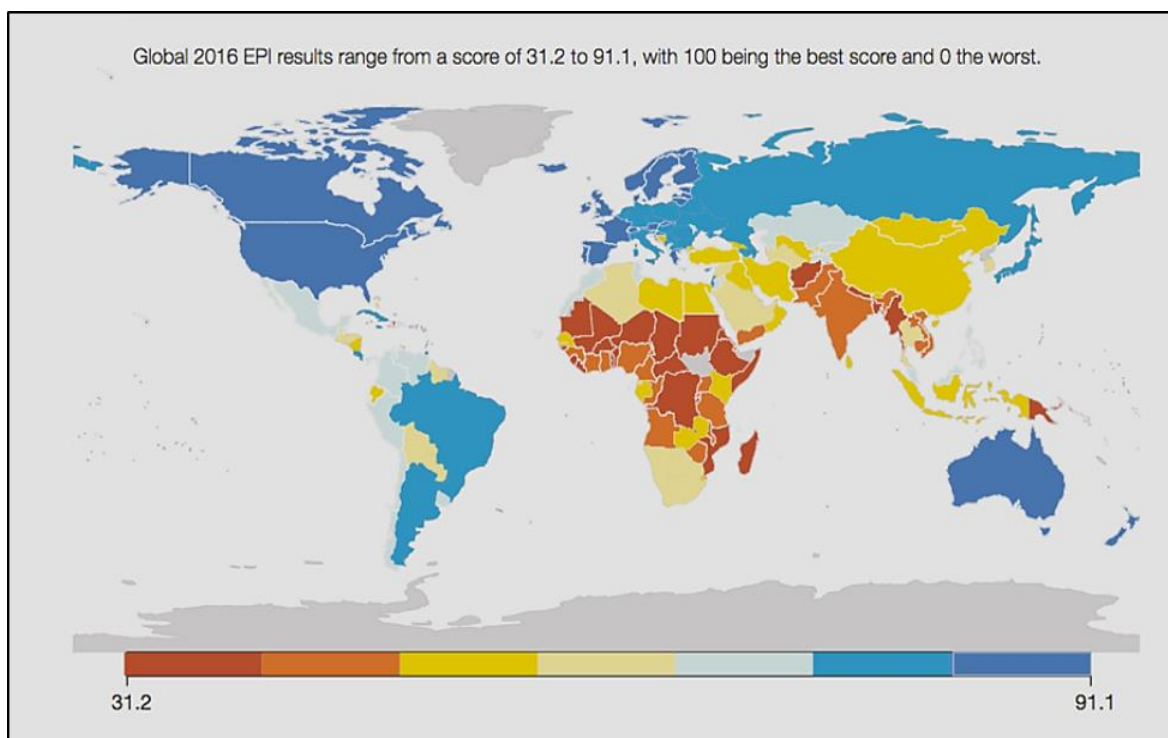 Global 2016 EPI results range from a score of 31.2 to 91.1, with 100 being the best score and 0 the worst.
31.2
91.1